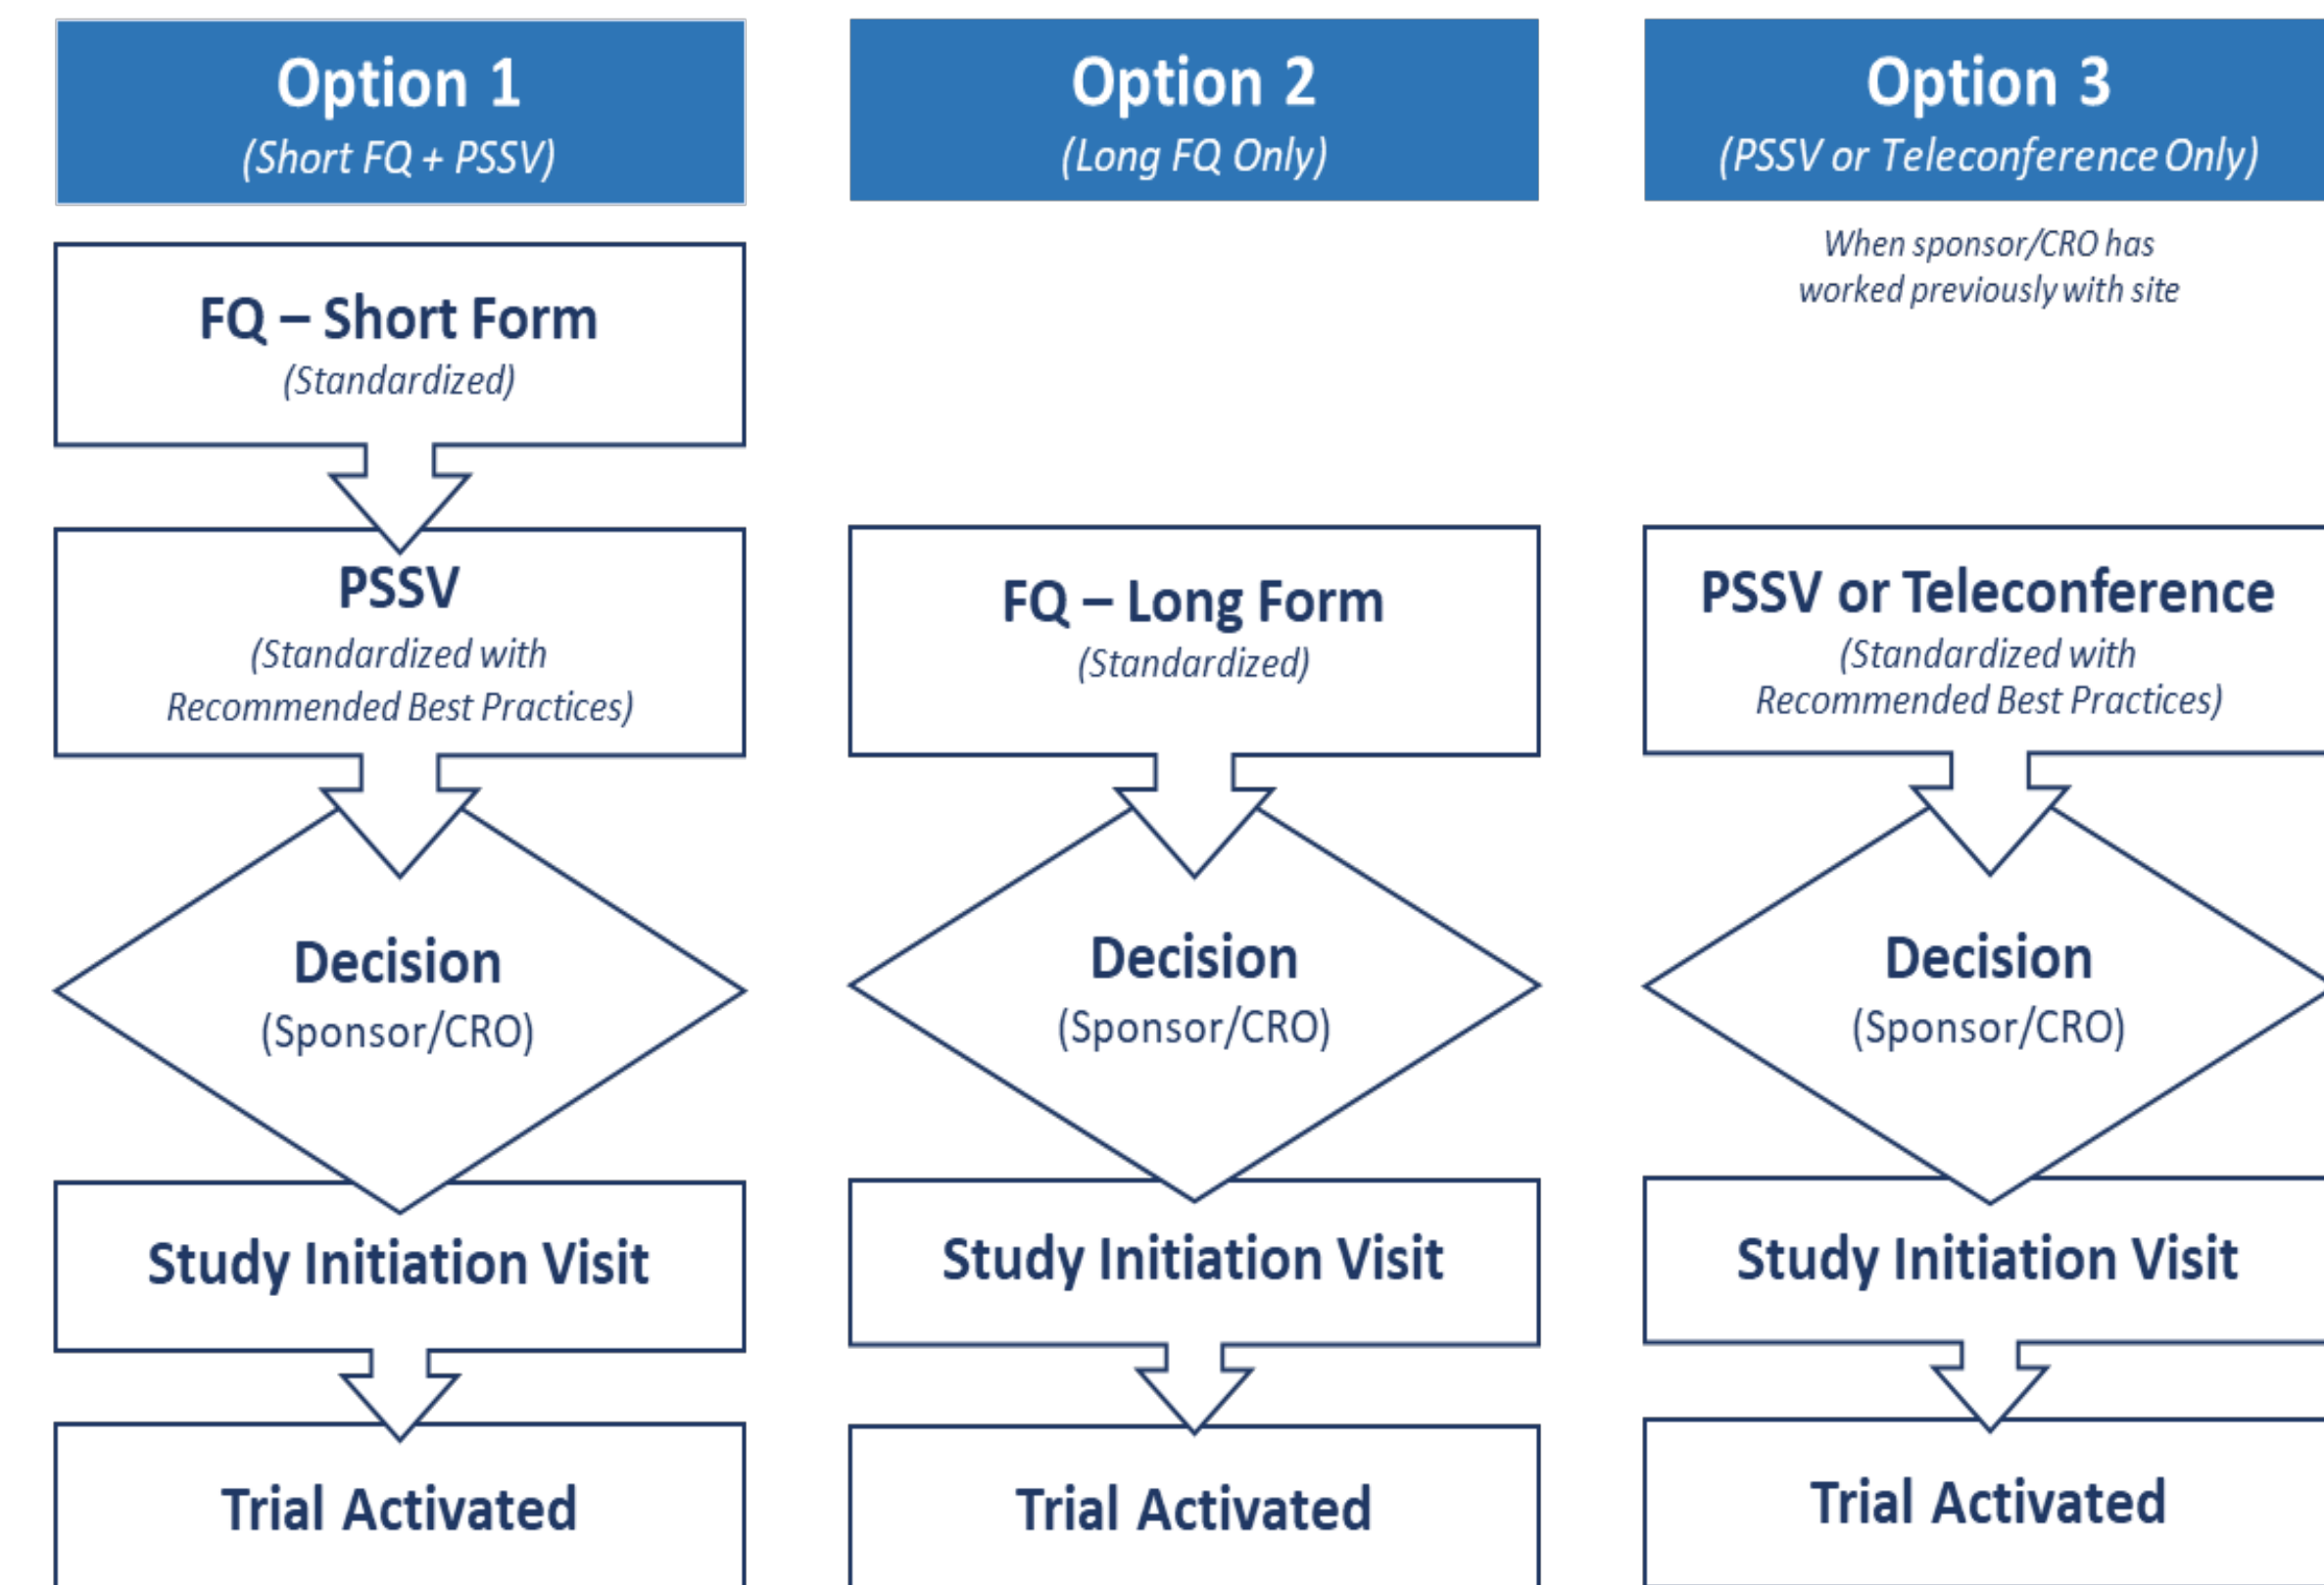 Option 1
(Short FQ + PSSV)
FQ – Short Form
(Standardized)
PSSV
(Standardized with
Recommended Best Practices)
Decision
(Sponsor/CRO)
Study Initiation Visit
Trial Activated
Option 2
(Long FQ Only)
FQ – Long Form
(Standardized)
Decision
(Sponsor/CRO)
Study Initiation Visit
Trial Activated
Option 3
(PSSV or Teleconference Only)
When sponsor/CRO has
worked previously with site
PSSV or Teleconference
(Standardized with
Recommended Best Practices)
Decision
(Sponsor/CRO)
Study Initiation Visit
Trial Activated